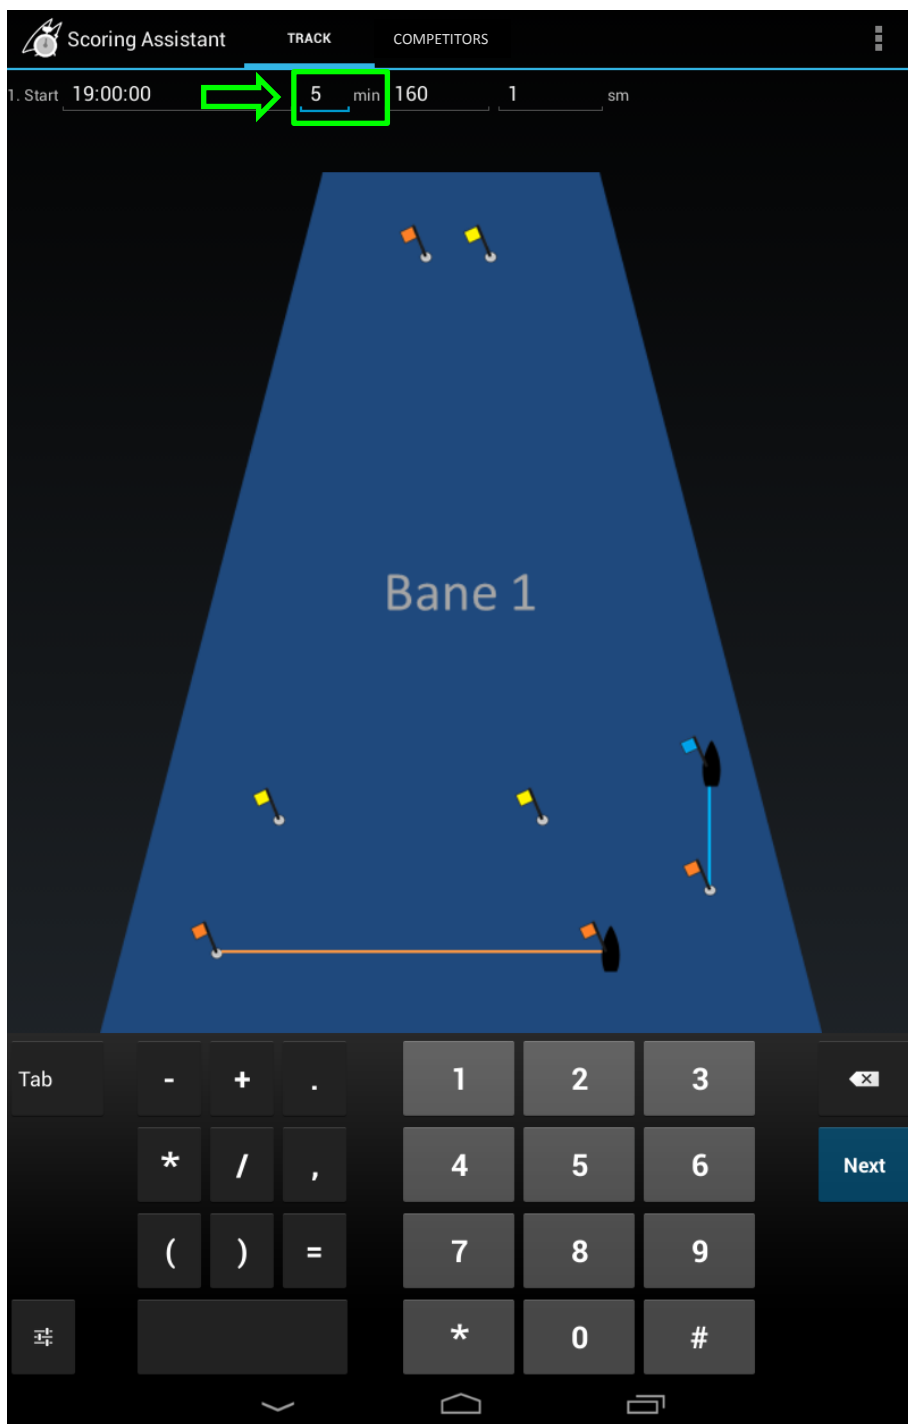 Scoring Assistant TRACK COMPETITORS
1. Start 19:00:00 5 min 160 1 sm
Bane 1
Tab - + . 1 2 3
* / , 4 5 6 Next
( ) = 7 8 9
* 0 #